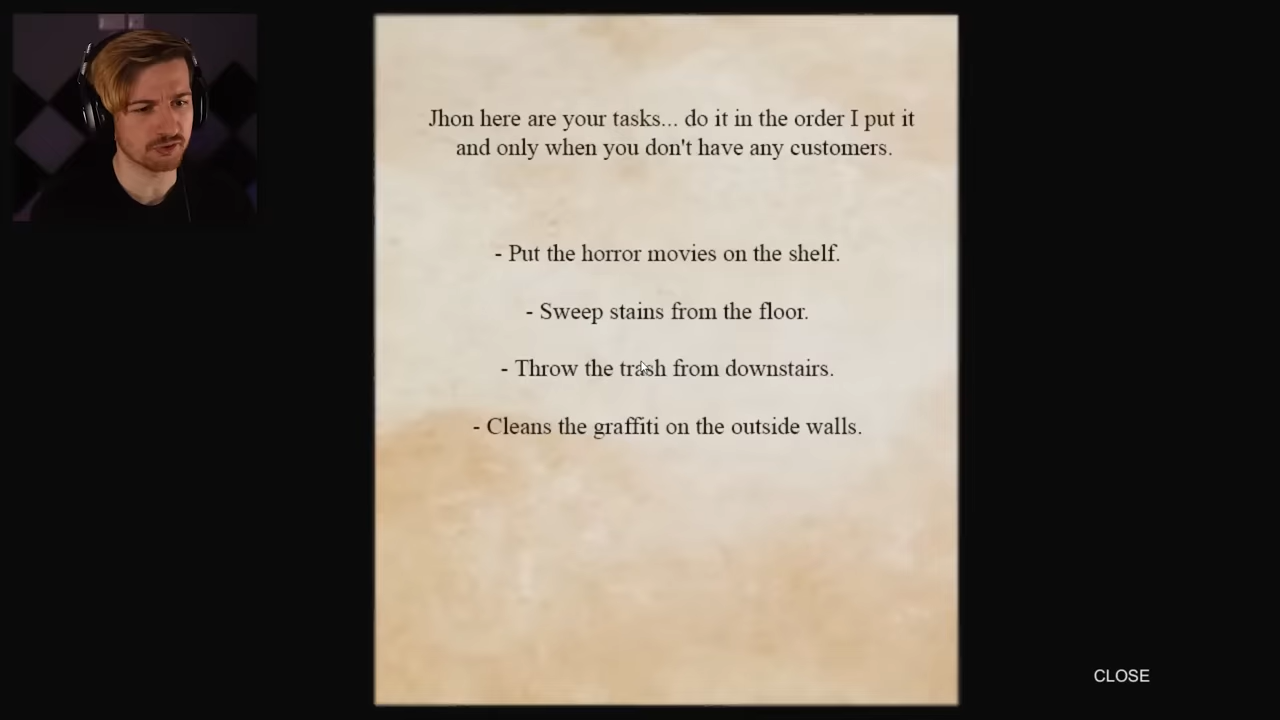 Jhon here are your tasks... do it in the order I put it
and only when you don't have any customers.
- Put the horror movies on the shelf.
- Sweep stains from the floor.
- Throw the trash from downstairs.
- Cleans the graffiti on the outside walls.
CLOSE